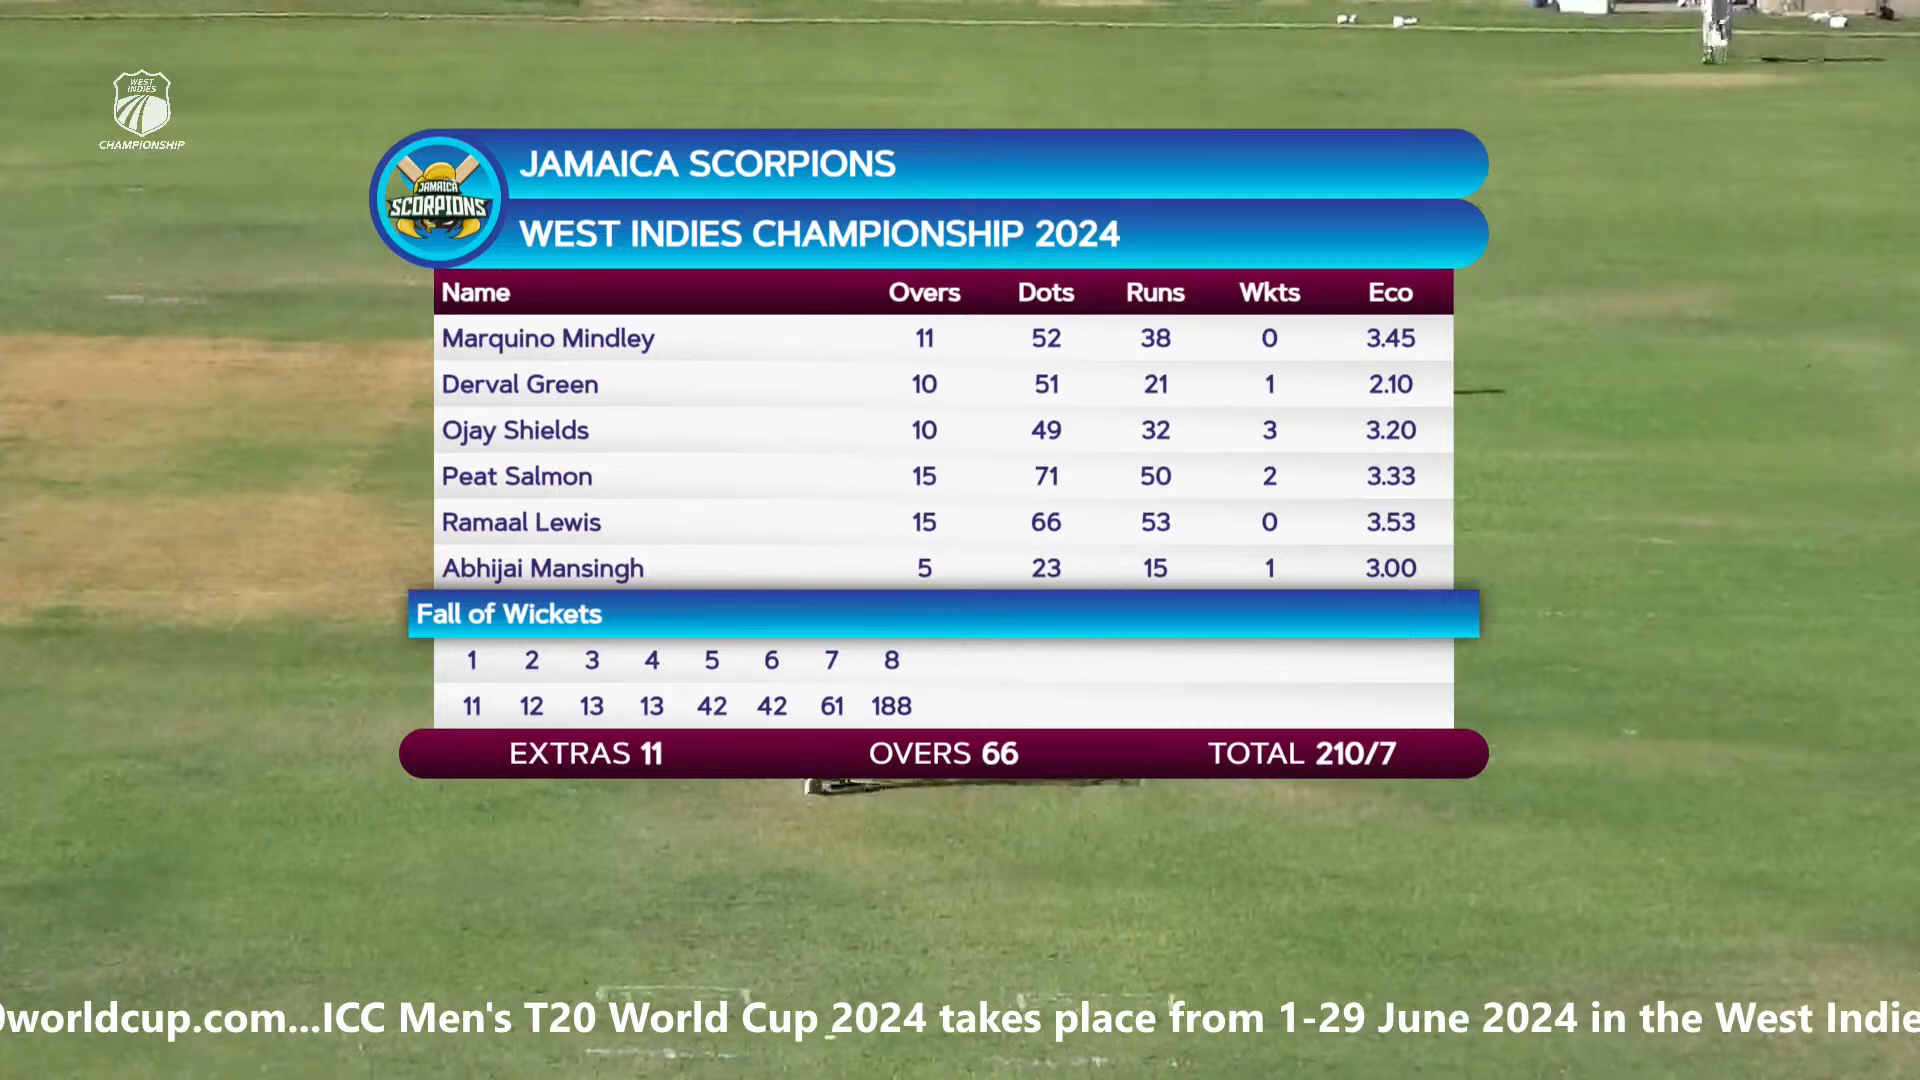 WEST
INDIES
CHAMPIONSHIP
JAMAICA
SCORPIONS
JAMAICA SCORPIONS
WEST INDIES CHAMPIONSHIP 2024
Name Overs Dots Runs Wkts Eco
Marquino Mindley 11 52 38 0 3.45
Derval Green 10 51 21 1 2.10
Ojay Shields 10 49 32 3 3.20
Peat Salmon 15 71 50 2 3.33
Ramaal Lewis 15 66 53 0 3.53
Abhijai Mansingh 5 23 15 1 3.00
Fall of Wickets
1 2 3 4 5 6 7 8
11 12 13 13 42 42 61 188
EXTRAS 11 OVERS 66 TOTAL 210/7
0worldcup.com...ICC Men's T20 World Cup 2024 takes place from 1-29 June 2024 in the West Indie